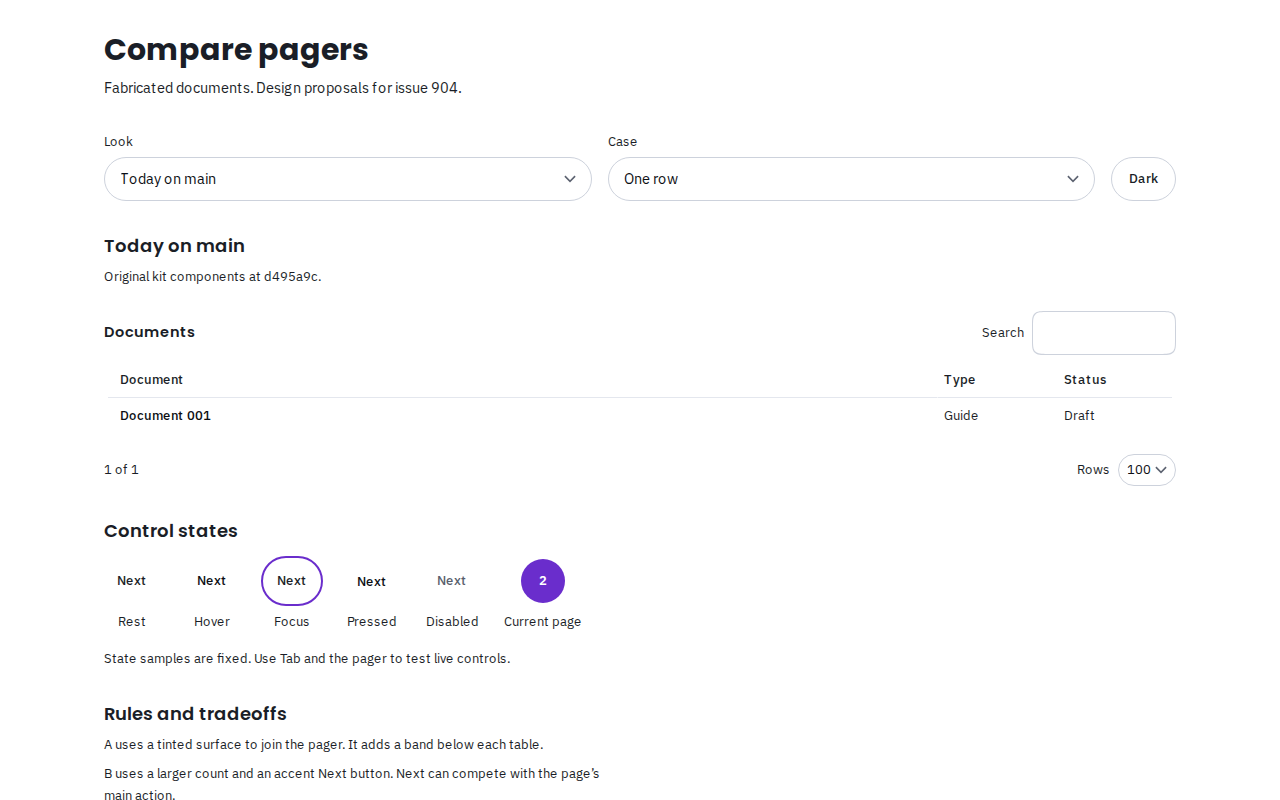 Compare pagers
Fabricated documents. Design proposals for issue 904.
Look
Case
Today on main
One row
Dark
Today on main
Original kit components at d495a9c.
Documents
Search
Document Type Status
Document 001 Guide Draft
1 of 1
Rows 100
Control states
Next Next Next Next Next 2
Rest Hover Focus Pressed Disabled Current page
State samples are fixed. Use Tab and the pager to test live controls.
Rules and tradeoffs
A uses a tinted surface to join the pager. It adds a band below each table.
B uses a larger count and an accent Next button. Next can compete with the page’s
main action.